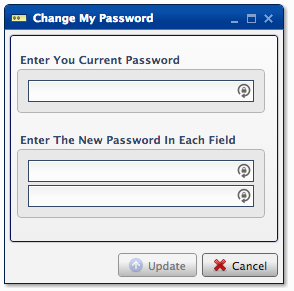 Change My Password
Enter You Current Password
Enter The New Password In Each Field
Update
Cancel